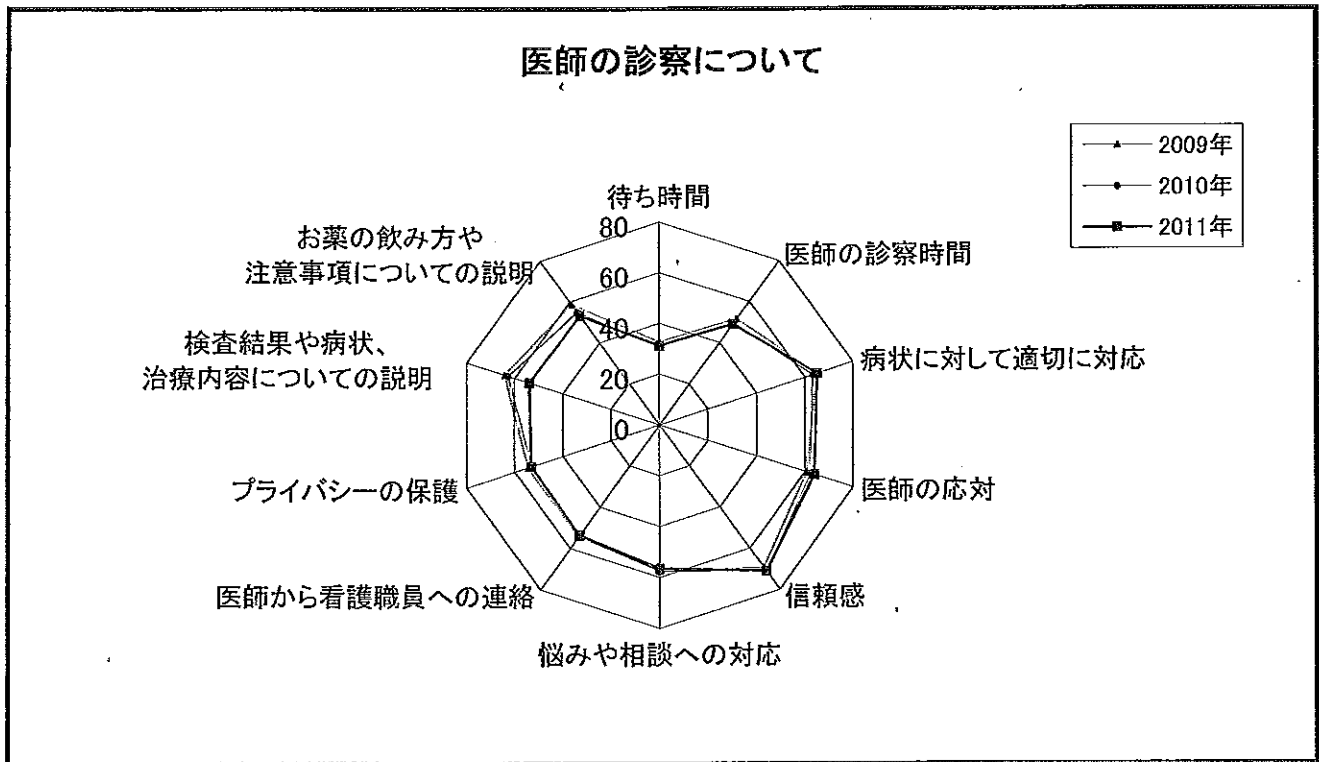 医師の診察について
2009年
2010年
2011年
待ち時間
医師の診察時間
病状に対して適切に対応
医師の応対
信頼感
悩みや相談への対応
医師から看護職員への連絡
プライバシーの保護
検査結果や病状、
治療内容についての説明
お薬の飲み方や
注意事項についての説明
80
60
40
20
0